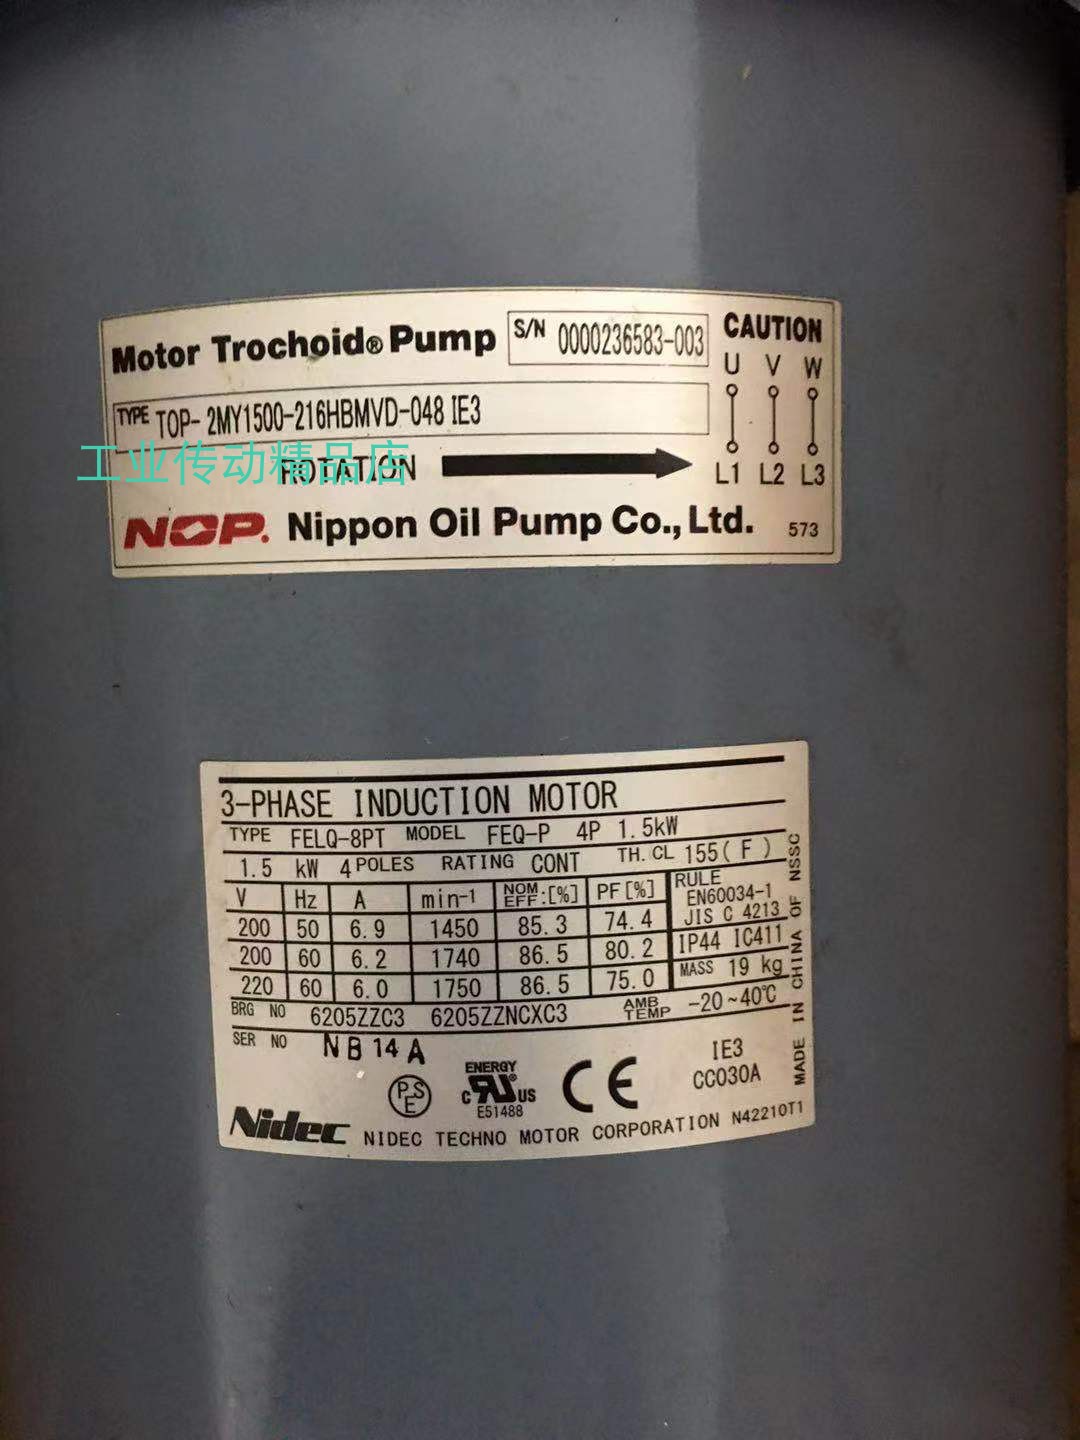 Motor Trochoid® Pump S/N 0000236583-003 CAUTION
U V W
TYPE TOP- 2MY1500-216HBMVD-048 IE3
工业传动精品店
ROTATION
L1 L2 L3
NOP. Nippon Oil Pump Co., Ltd. 573
3-PHASE INDUCTION MOTOR
TYPE FELQ-8PT MODEL FEQ-P 4P 1.5kW
1.5 kW 4 POLES RATING CONT TH.CL 155(F)
V Hz A min-1 NOM. EFF.[%] PF[%] RULE EN60034-1
200 50 6.9 1450 85.3 74.4 JIS C 4213
200 60 6.2 1740 86.5 80.2 IP44 IC411
220 60 6.0 1750 86.5 75.0 MASS 19 kg
BRG NO 6205ZZC3 6205ZZNCXC3 AMB TEMP -20~40℃
SER NO NB14A
MADE IN CHINA OF NSSC
PSE ENERGY c UR US E51488 CE IE3 CC030A
Nidec NIDEC TECHNO MOTOR CORPORATION N42210T1